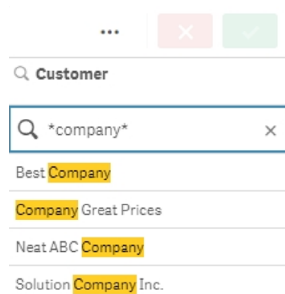 Customer
*company*
Best Company
Company Great Prices
Neat ABC Company
Solution Company Inc.